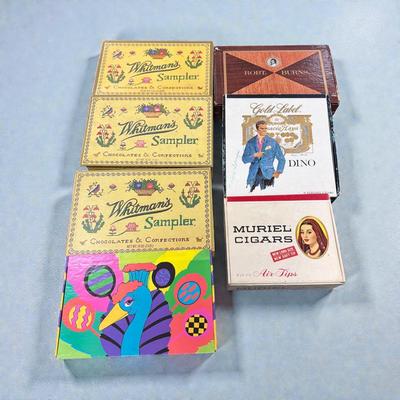 Whitman's
Sampler
CHOCOLATES & CONFECTIONS
Whitman's
Sampler
CHOCOLATES & CONFECTIONS
Whitman's
Sampler
CHOCOLATES & CONFECTIONS
ROBT. BURNS
Gold Label
DINO
MURIEL
CIGARS
Air-Tips